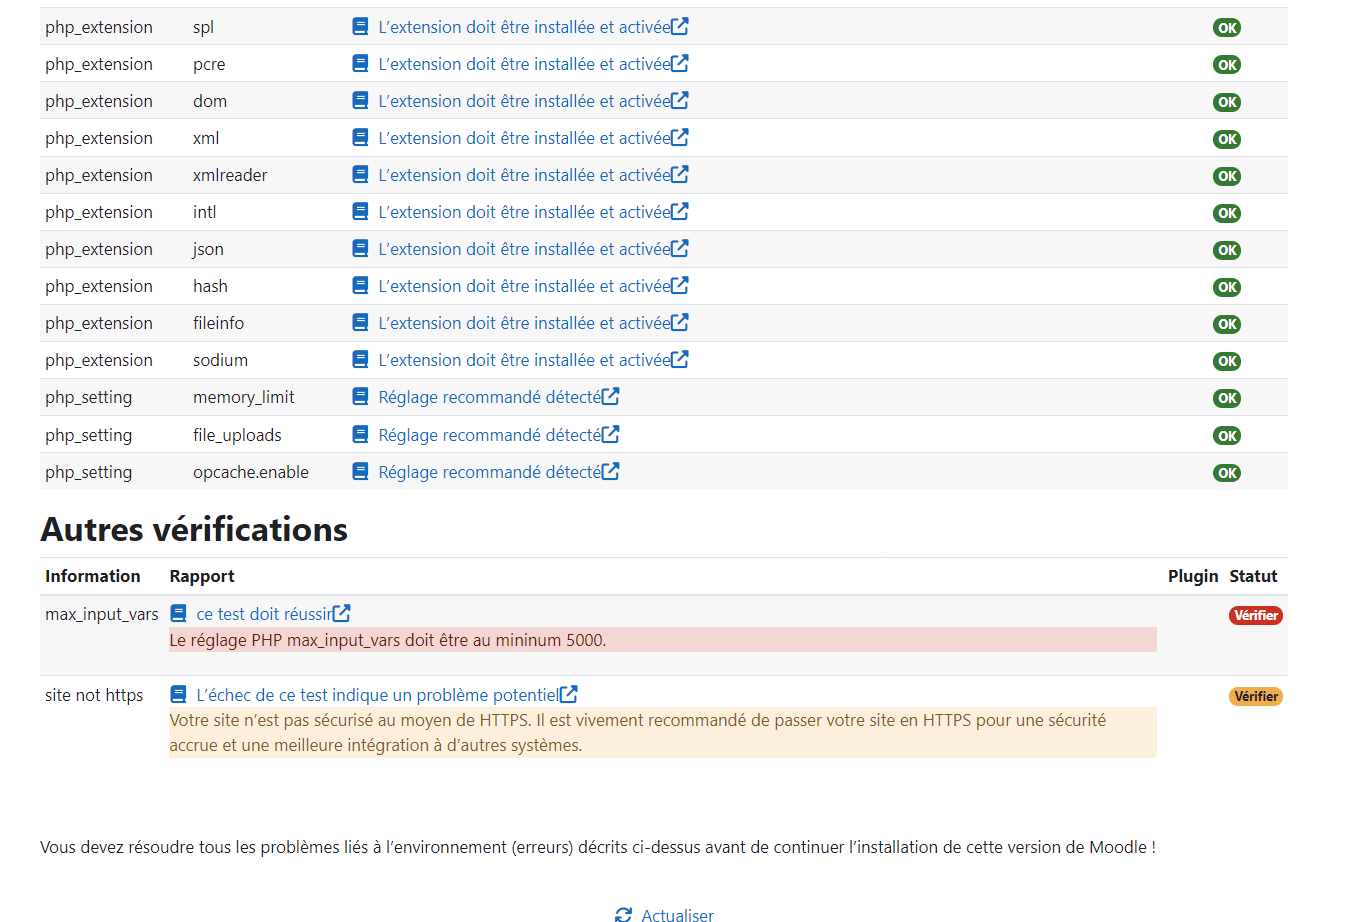 php_extension spl L'extension doit être installée et activée OK
php_extension pcre L'extension doit être installée et activée OK
php_extension dom L'extension doit être installée et activée OK
php_extension xml L'extension doit être installée et activée OK
php_extension xmlreader L'extension doit être installée et activée OK
php_extension intl L'extension doit être installée et activée OK
php_extension json L'extension doit être installée et activée OK
php_extension hash L'extension doit être installée et activée OK
php_extension fileinfo L'extension doit être installée et activée OK
php_extension sodium L'extension doit être installée et activée OK
php_setting memory_limit Réglage recommandé détecté OK
php_setting file_uploads Réglage recommandé détecté OK
php_setting opcache.enable Réglage recommandé détecté OK
Autres vérifications
Information Rapport Plugin Statut
max_input_vars ce test doit réussir Vérifier
Le réglage PHP max_input_vars doit être au mininum 5000.
site not https L'échec de ce test indique un problème potentiel Vérifier
Votre site n'est pas sécurisé au moyen de HTTPS. Il est vivement recommandé de passer votre site en HTTPS pour une sécurité
accrue et une meilleure intégration à d'autres systèmes.
Vous devez résoudre tous les problèmes liés à l'environnement (erreurs) décrits ci-dessus avant de continuer l'installation de cette version de Moodle !
Actualiser